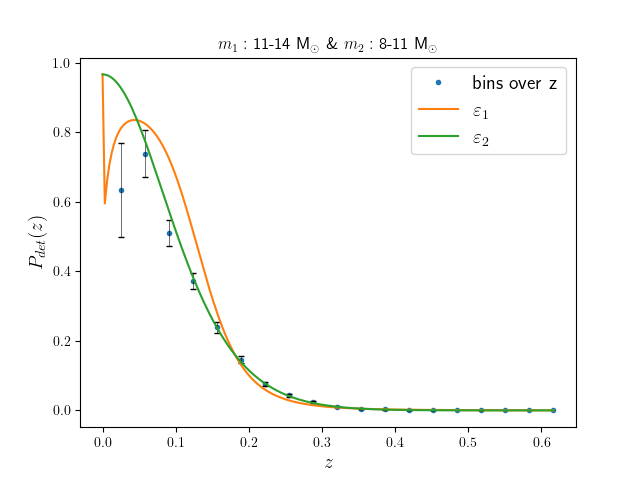 m₁ : 11-14 M☉ & m₂ : 8-11 M☉
bins over z
ε₁
ε₂
P_det(z)
1.0
0.8
0.6
0.4
0.2
0.0
0.0 0.1 0.2 0.3 0.4 0.5 0.6
z